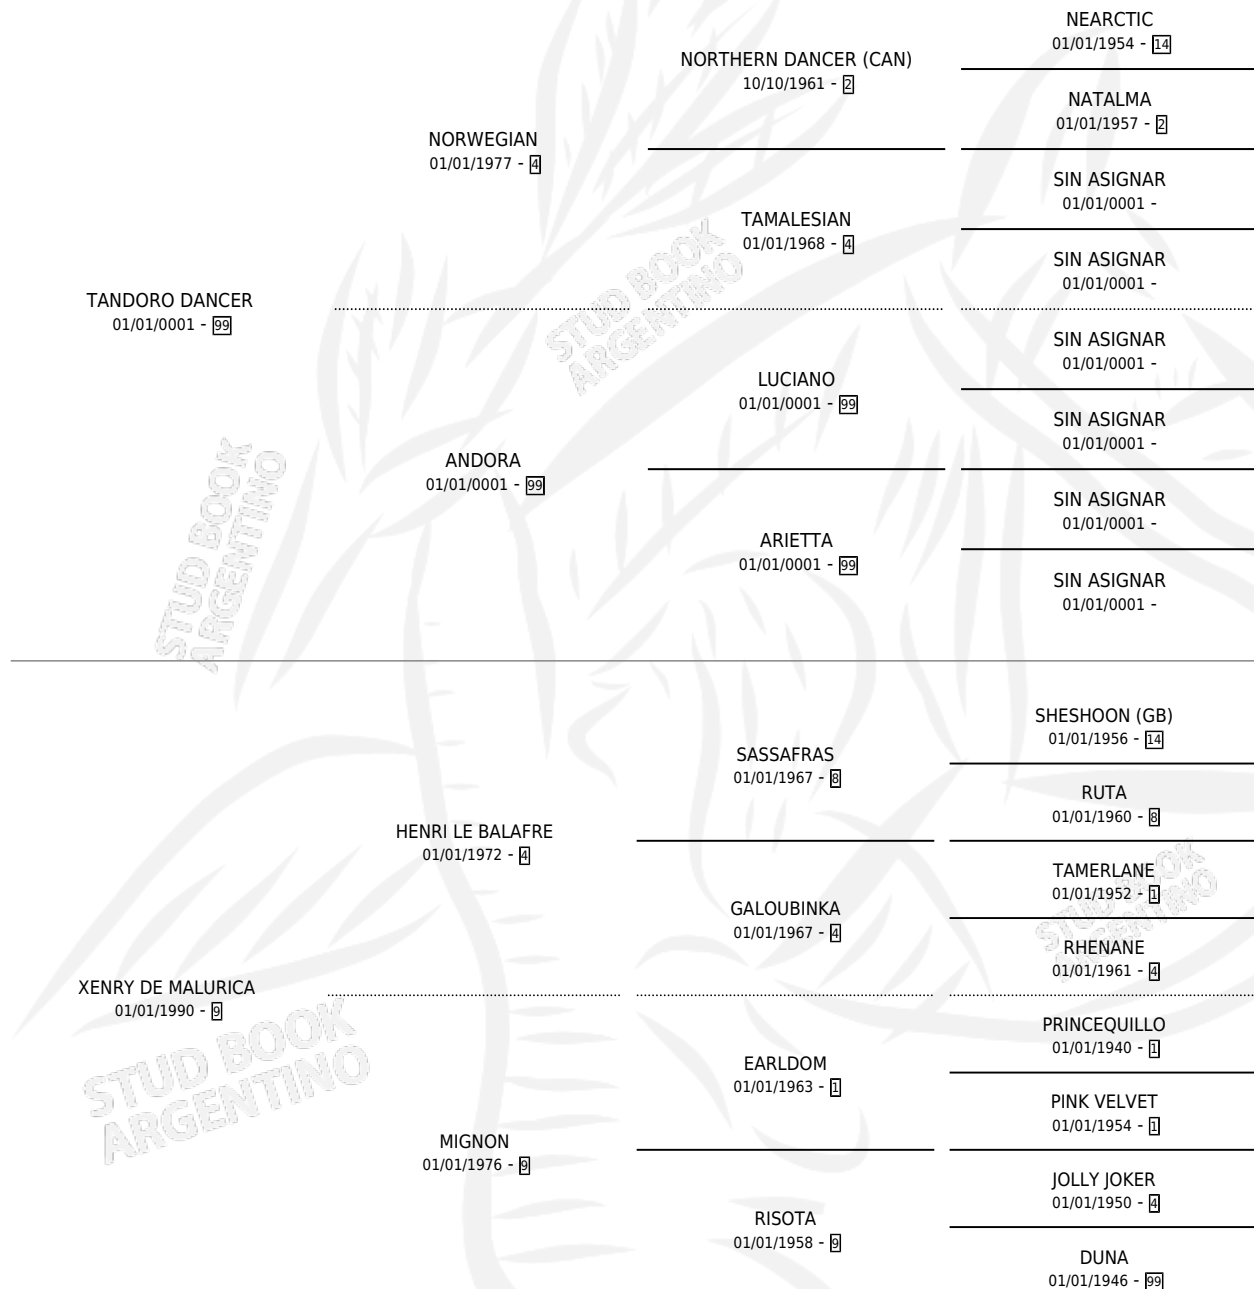 NEARCTIC
01/01/1954 - 14
NORTHERN DANCER (CAN)
10/10/1961 - 2
NATALMA
01/01/1957 - 2
NORWEGIAN
01/01/1977 - 4
SIN ASIGNAR
01/01/0001 -
TAMALESIAN
01/01/1968 - 4
SIN ASIGNAR
01/01/0001 -
TANDORO DANCER
01/01/0001 - 99
STUD BOOK
ARGENTINO
SIN ASIGNAR
01/01/0001 -
LUCIANO
01/01/0001 - 99
SIN ASIGNAR
01/01/0001 -
ANDORA
01/01/0001 - 99
SIN ASIGNAR
01/01/0001 -
ARIETTA
01/01/0001 - 99
SIN ASIGNAR
01/01/0001 -
STUD BOOK
ARGENTINO
SHESHOON (GB)
01/01/1956 - 14
SASSAFRAS
01/01/1967 - 8
RUTA
01/01/1960 - 8
HENRI LE BALAFRE
01/01/1972 - 4
TAMERLANE
01/01/1952 - 1
GALOUBINKA
01/01/1967 - 4
STUD BOOK
ARGENTINO
RHENANE
01/01/1961 - 4
XENRY DE MALURICA
01/01/1990 - 9
PRINCEQUILLO
01/01/1940 - 1
EARLDOM
01/01/1963 - 1
PINK VELVET
01/01/1954 - 1
STUD BOOK
ARGENTINO
MIGNON
01/01/1976 - 9
JOLLY JOKER
01/01/1950 - 4
RISOTA
01/01/1958 - 9
DUNA
01/01/1946 - 99